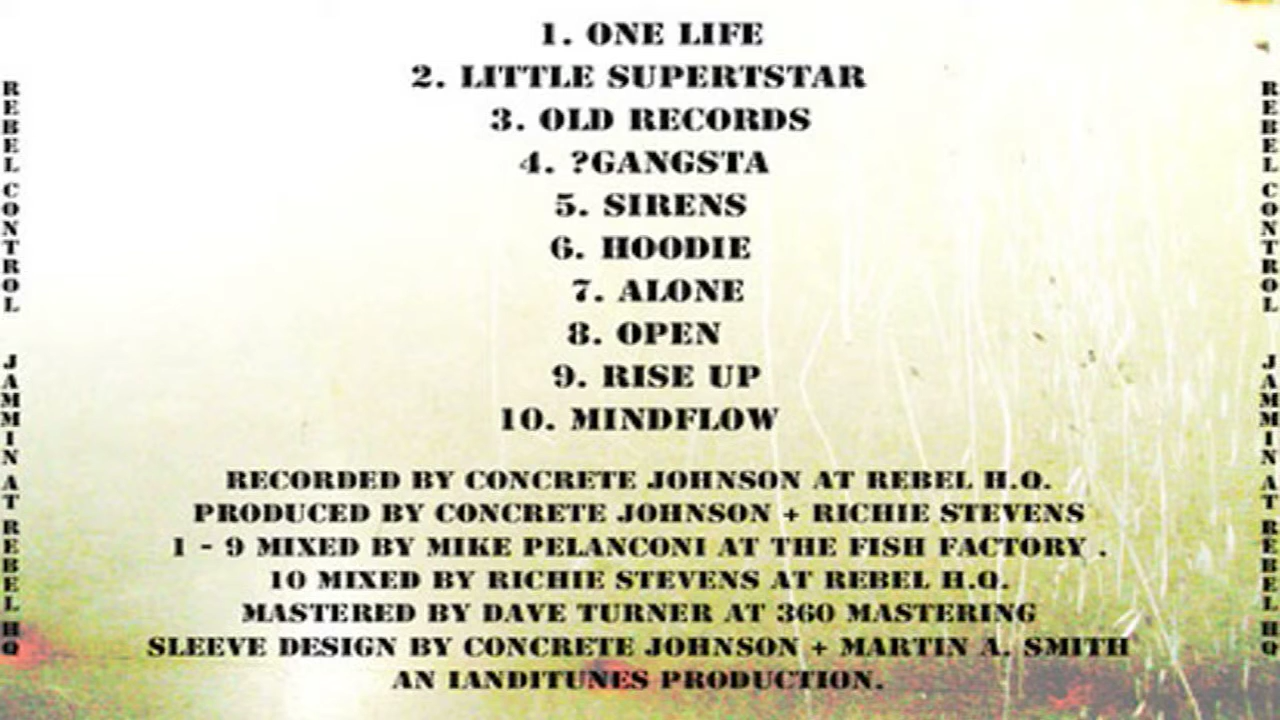 1. ONE LIFE
2. LITTLE SUPERTSTAR
3. OLD RECORDS
4. ?GANGSTA
5. SIRENS
6. HOODIE
7. ALONE
8. OPEN
9. RISE UP
10. MINDFLOW
RECORDED BY CONCRETE JOHNSON AT REBEL H.Q.
PRODUCED BY CONCRETE JOHNSON + RICHIE STEVENS
1 - 9 MIXED BY MIKE PELANCONI AT THE FISH FACTORY .
10 MIXED BY RICHIE STEVENS AT REBEL H.Q.
MASTERED BY DAVE TURNER AT 360 MASTERING
SLEEVE DESIGN BY CONCRETE JOHNSON + MARTIN A. SMITH
AN IANDITUNES PRODUCTION.
REBEL CONTROL JAMMIN AT REBEL HQ
REBEL CONTROL JAMMIN AT REBEL HQ